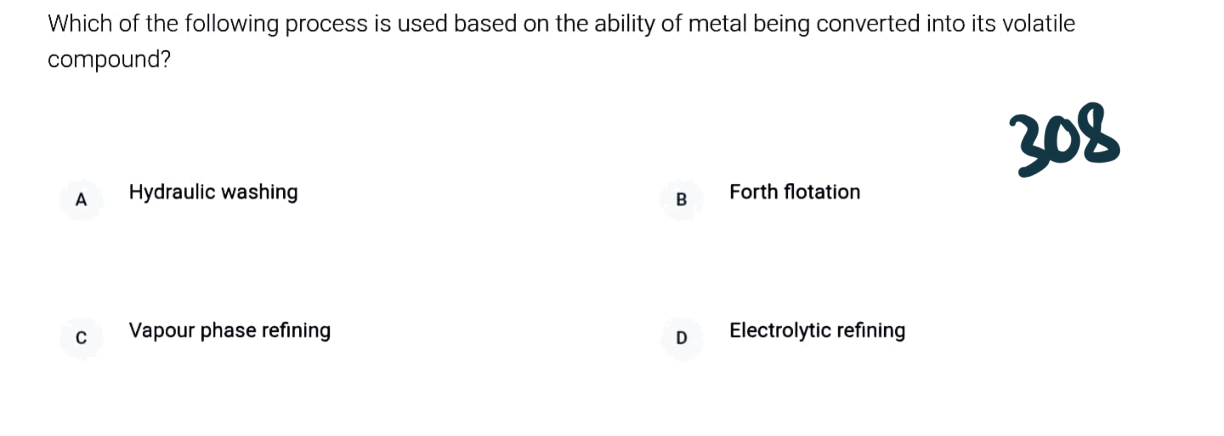 Which of the following process is used based on the ability of metal being converted into its volatile
compound?
308
A Hydraulic washing
B Forth flotation
C Vapour phase refining
D Electrolytic refining